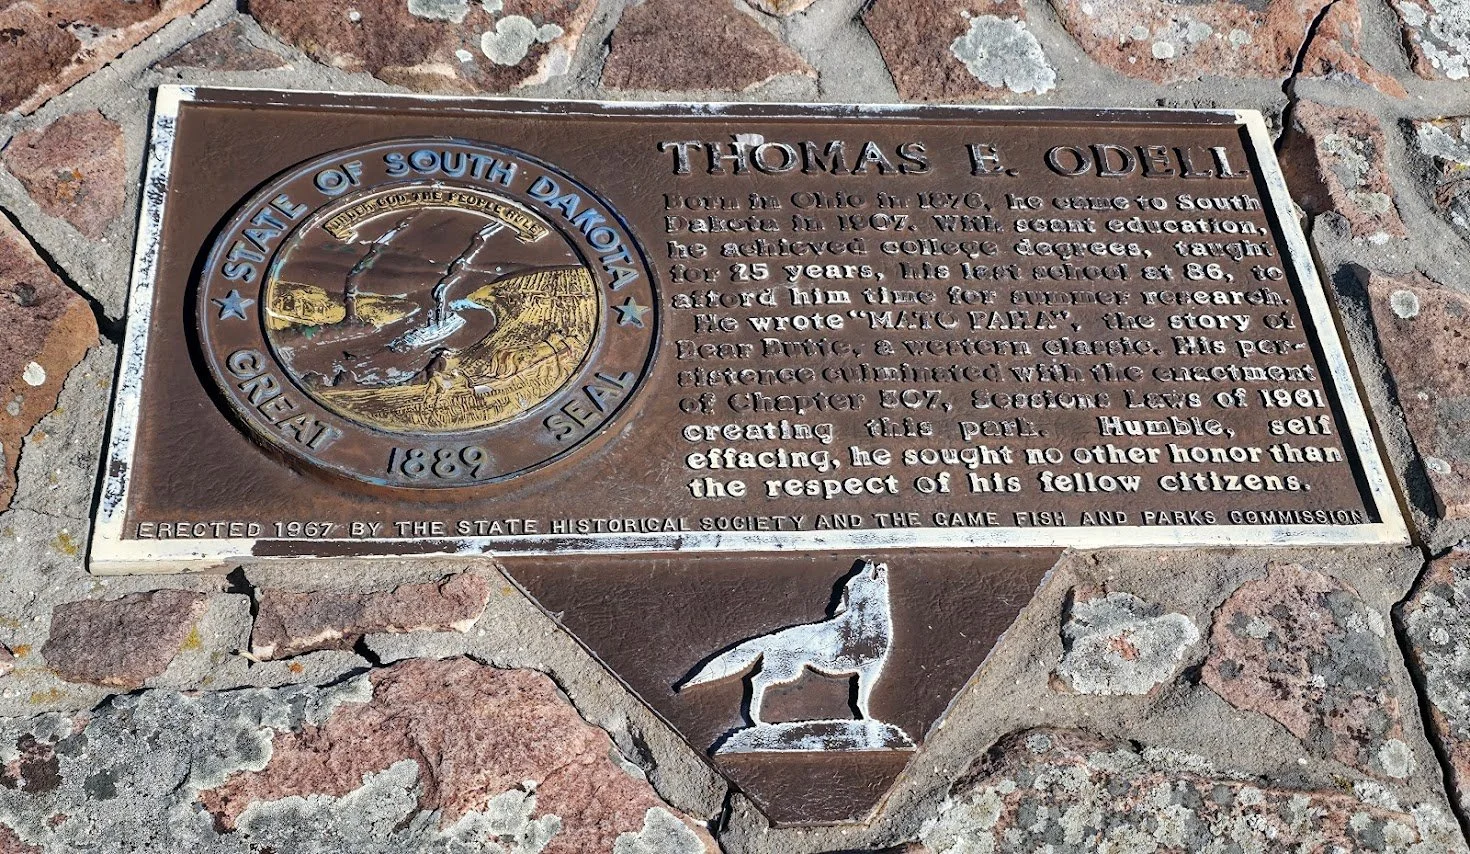 STATE OF SOUTH DAKOTA
UNDER GOD THE PEOPLE RULE
GREAT SEAL
1889
THOMAS E. ODELL
Born in Ohio in 1876, he came to South
Dakota in 1907. With scant education,
he achieved college degrees, taught
for 25 years, his last school at 86, to
afford him time for summer research.
He wrote "MATO PAHA", the story of
Bear Butte, a western classic. His per-
sistence culminated with the enactment
of Chapter 307, Sessions Laws of 1961
creating this park. Humble, self
effacing, he sought no other honor than
the respect of his fellow citizens.
ERECTED 1967 BY THE STATE HISTORICAL SOCIETY AND THE GAME FISH AND PARKS COMMISSION